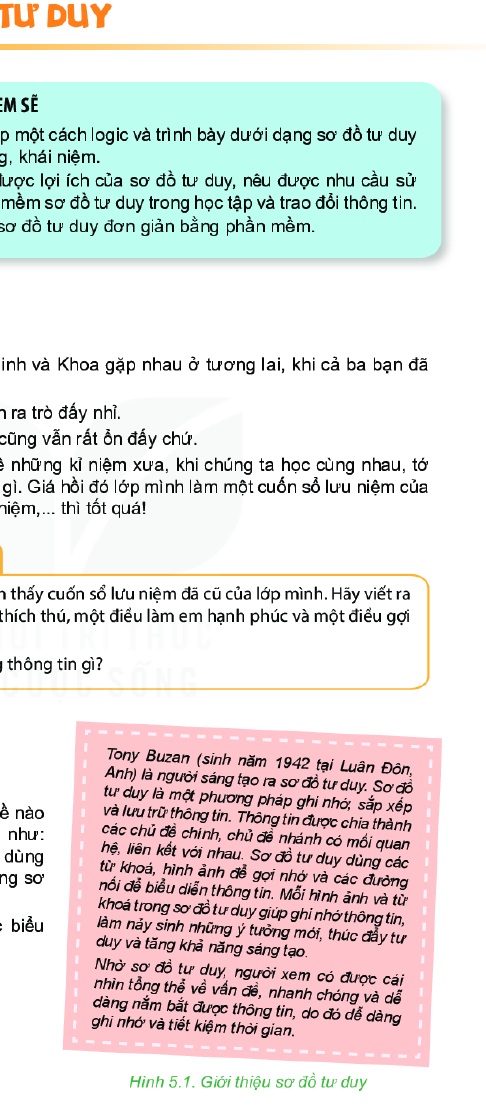 TƯ DUY
EM SẼ
p một cách logic và trình bày dưới dạng sơ đồ tư duy
g, khái niệm.
được lợi ích của sơ đồ tư duy, nêu được nhu cầu sử
mềm sơ đồ tư duy trong học tập và trao đổi thông tin.
sơ đồ tư duy đơn giản bằng phần mềm.
inh và Khoa gặp nhau ở tương lai, khi cả ba bạn đã
n ra trò đấy nhỉ.
cũng vẫn rất ổn đấy chứ.
ề những kỉ niệm xưa, khi chúng ta học cùng nhau, tớ
gì. Giá hồi đó lớp mình làm một cuốn sổ lưu niệm của
niệm,... thì tốt quá!
n thấy cuốn sổ lưu niệm đã cũ của lớp mình. Hãy viết ra
thích thú, một điều làm em hạnh phúc và một điều gợi
g thông tin gì?
ề nào
như:
dùng
ng sơ
c biểu
Tony Buzan (sinh năm 1942 tại Luân Đôn,
Anh) là người sáng tạo ra sơ đồ tư duy. Sơ đồ
tư duy là một phương pháp ghi nhớ, sắp xếp
và lưu trữ thông tin. Thông tin được chia thành
các chủ đề chính, chủ đề nhánh có mối quan
hệ, liên kết với nhau. Sơ đồ tư duy dùng các
từ khoá, hình ảnh để gợi nhớ và các đường
nối để biểu diễn thông tin. Mỗi hình ảnh và từ
khoá trong sơ đồ tư duy giúp ghi nhớ thông tin,
làm nảy sinh những ý tưởng mới, thúc đẩy tư
duy và tăng khả năng sáng tạo.
Nhờ sơ đồ tư duy, người xem có được cái
nhìn tổng thể về vấn đề, nhanh chóng và dễ
dàng nắm bắt được thông tin, do đó dễ dàng
ghi nhớ và tiết kiệm thời gian.
Hình 5.1. Giới thiệu sơ đồ tư duy